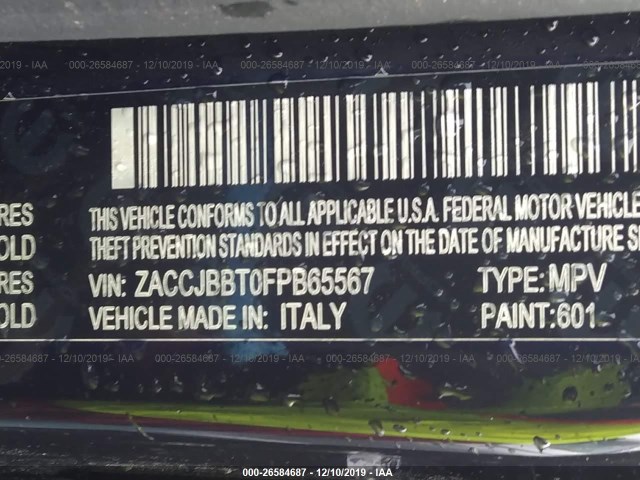 000-26584687 - 12/10/2019 - IAA
RES THIS VEHICLE CONFORMS TO ALL APPLICABLE U.S.A. FEDERAL MOTOR VEHICLE
OLD THEFT PREVENTION STANDARDS IN EFFECT ON THE DATE OF MANUFACTURE
RES VIN: ZACCJBBT0FPB65567 TYPE: MPV
OLD VEHICLE MADE IN: ITALY PAINT:601
000-26584687 - 12/10/2019 - IAA
000-26584687 - 12/10/2019 - IAA